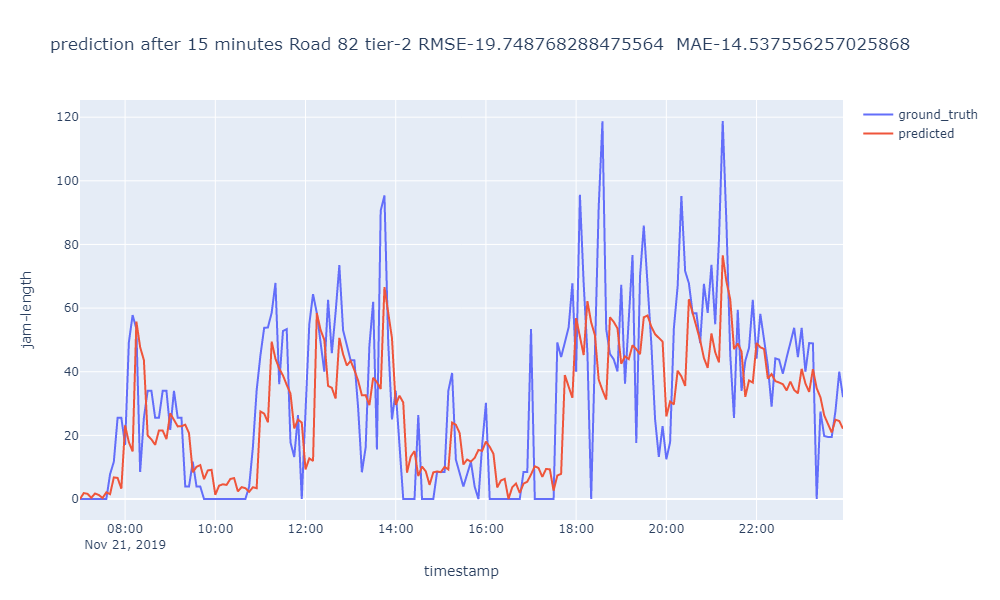 prediction after 15 minutes Road 82 tier-2 RMSE-19.748768288475564  MAE-14.537556257025868
ground_truth
predicted
120
100
80
60
40
20
0
jam-length
08:00 10:00 12:00 14:00 16:00 18:00 20:00 22:00
Nov 21, 2019
timestamp